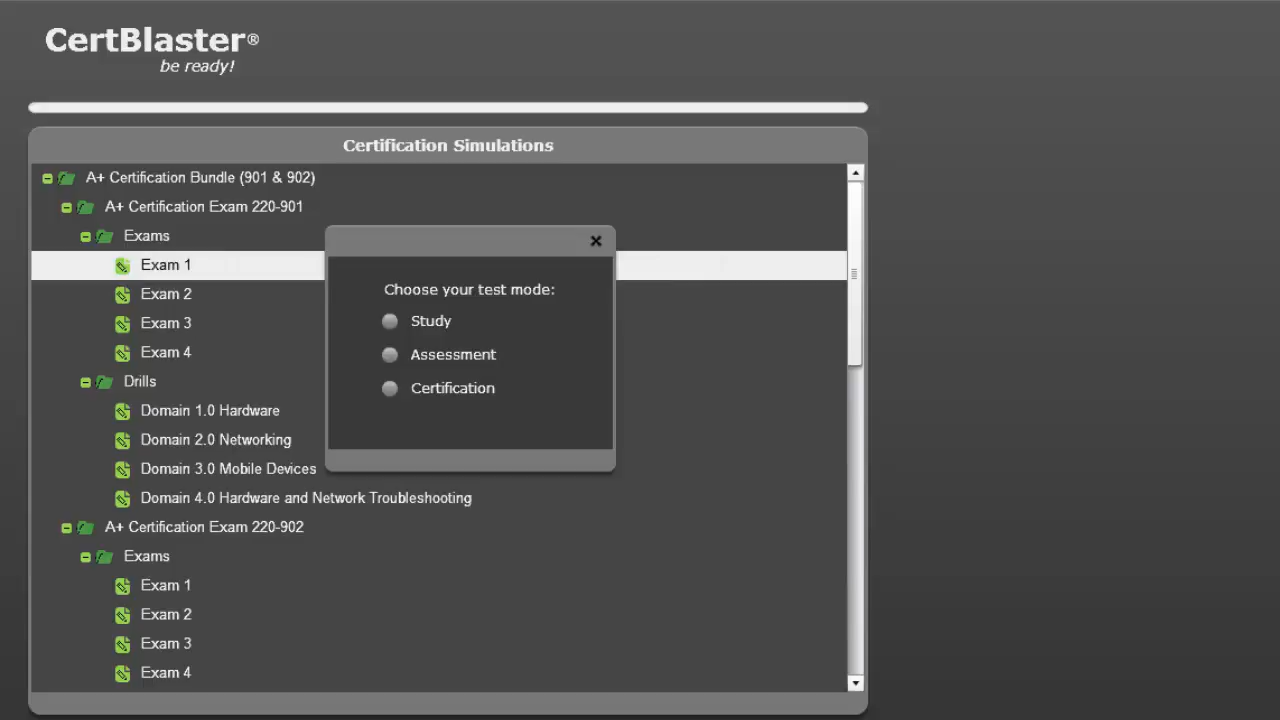 CertBlaster®
be ready!
Certification Simulations
A+ Certification Bundle (901 & 902)
A+ Certification Exam 220-901
Exams
Exam 1
Exam 2
Exam 3
Exam 4
Drills
Domain 1.0 Hardware
Domain 2.0 Networking
Domain 3.0 Mobile Devices
Domain 4.0 Hardware and Network Troubleshooting
A+ Certification Exam 220-902
Exams
Exam 1
Exam 2
Exam 3
Exam 4
Choose your test mode:
Study
Assessment
Certification